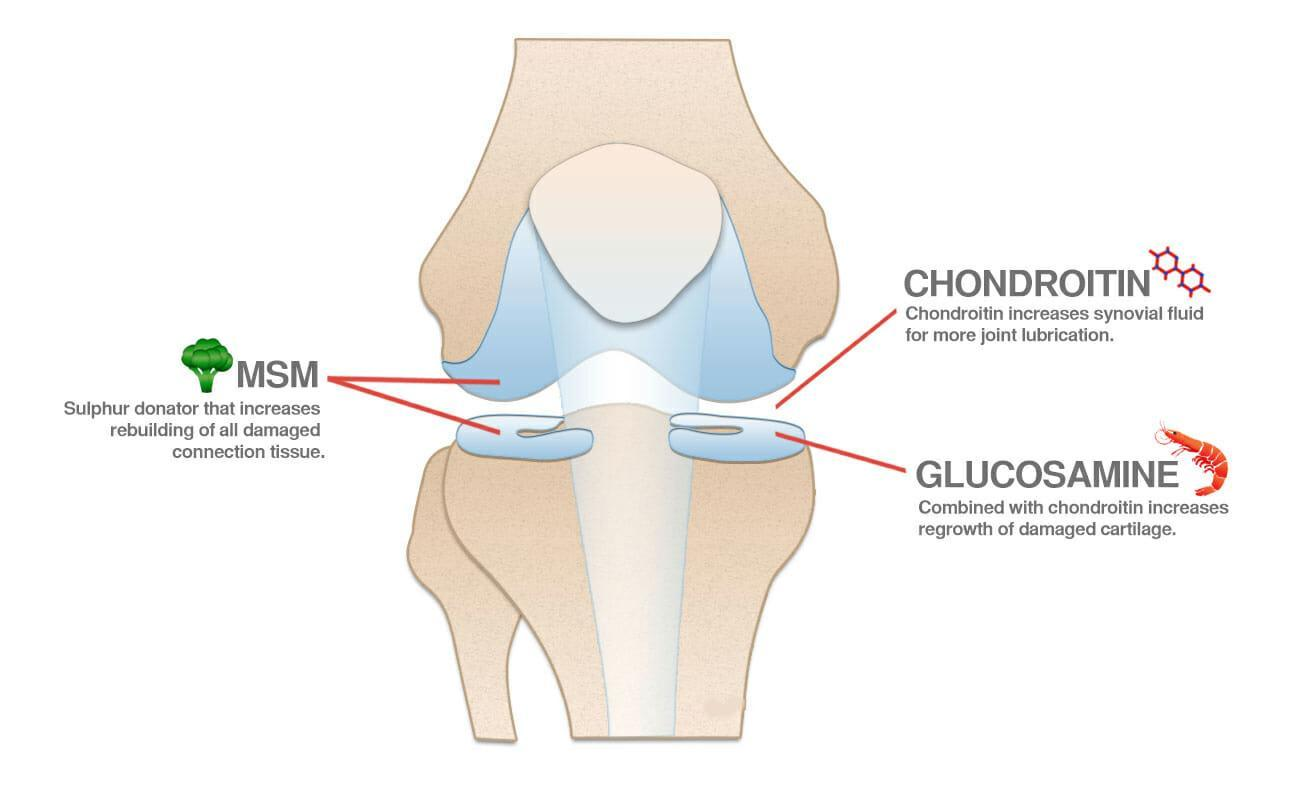 MSM
Sulphur donator that increases
rebuilding of all damaged
connection tissue.
CHONDROITIN
Chondroitin increases synovial fluid
for more joint lubrication.
GLUCOSAMINE
Combined with chondroitin increases
regrowth of damaged cartilage.